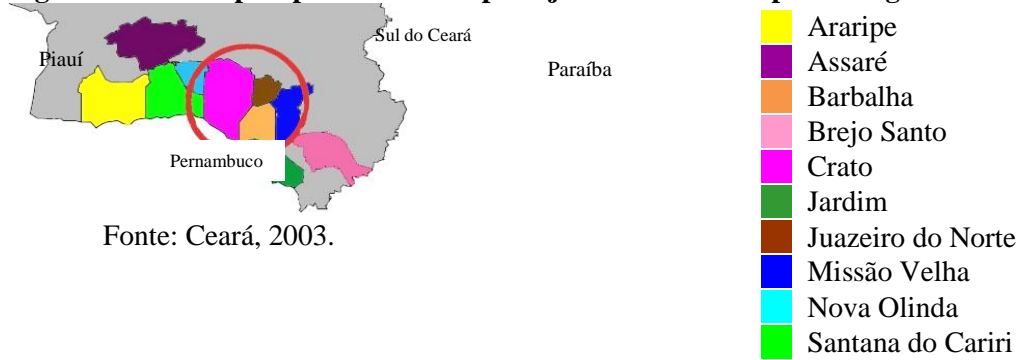 Sul do Ceará
Piauí
Paraíba
Pernambuco
Fonte: Ceará, 2003.
Araripe
Assaré
Barbalha
Brejo Santo
Crato
Jardim
Juazeiro do Norte
Missão Velha
Nova Olinda
Santana do Cariri